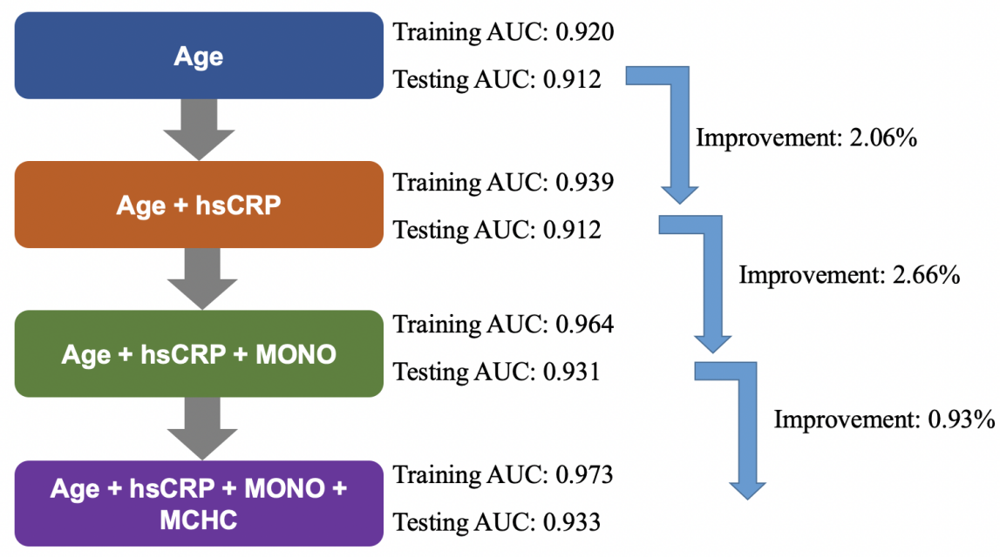 Age
Training AUC: 0.920
Testing AUC: 0.912
Improvement: 2.06%
Age + hsCRP
Training AUC: 0.939
Testing AUC: 0.912
Improvement: 2.66%
Age + hsCRP + MONO
Training AUC: 0.964
Testing AUC: 0.931
Improvement: 0.93%
Age + hsCRP + MONO +
MCHC
Training AUC: 0.973
Testing AUC: 0.933